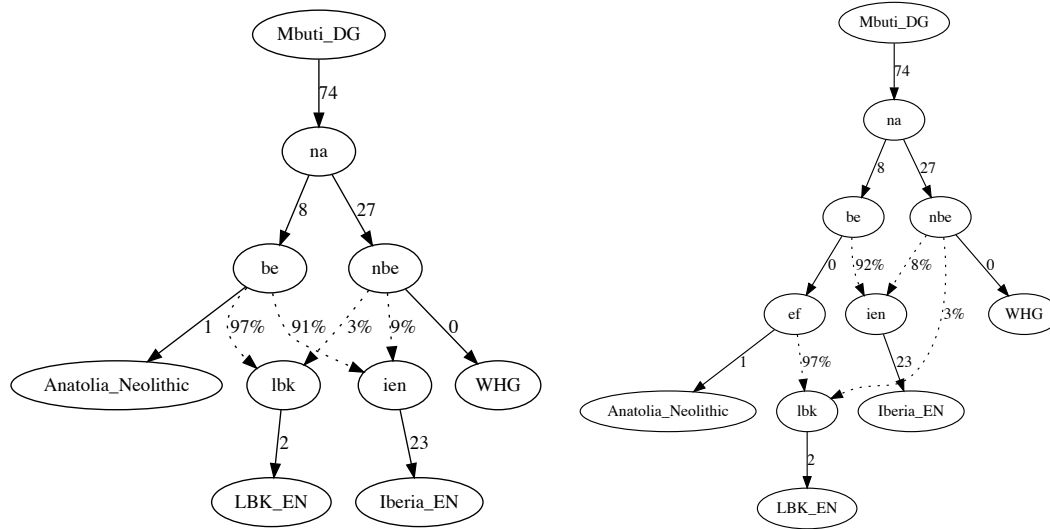 Mbuti_DG
74
na
8
27
be
nbe
1
97%
91%
3%
9%
0
Anatolia_Neolithic
lbk
ien
WHG
2
23
LBK_EN
Iberia_EN
Mbuti_DG
74
na
8
27
be
nbe
0
92%
8%
0
ef
ien
3%
WHG
1
97%
23
Anatolia_Neolithic
lbk
Iberia_EN
2
LBK_EN